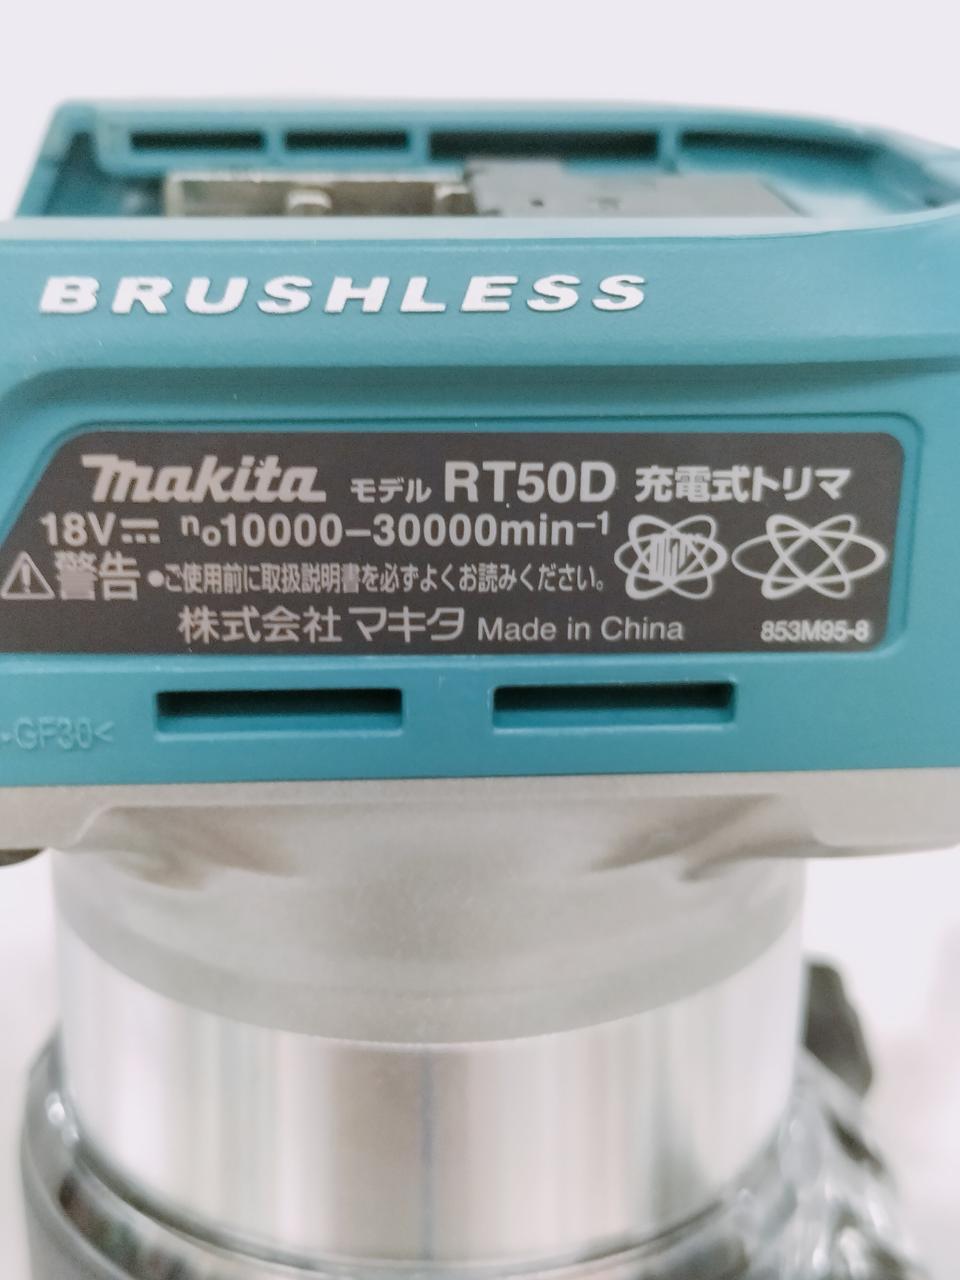 BRUSHLESS
makita モデル RT50D 充電式トリマ
18V⎓ n₀10000−30000min⁻¹
⚠警告 ●ご使用前に取扱説明書を必ずよくお読みください。
株式会社 マキタ Made in China 853M95-8
-GF30<